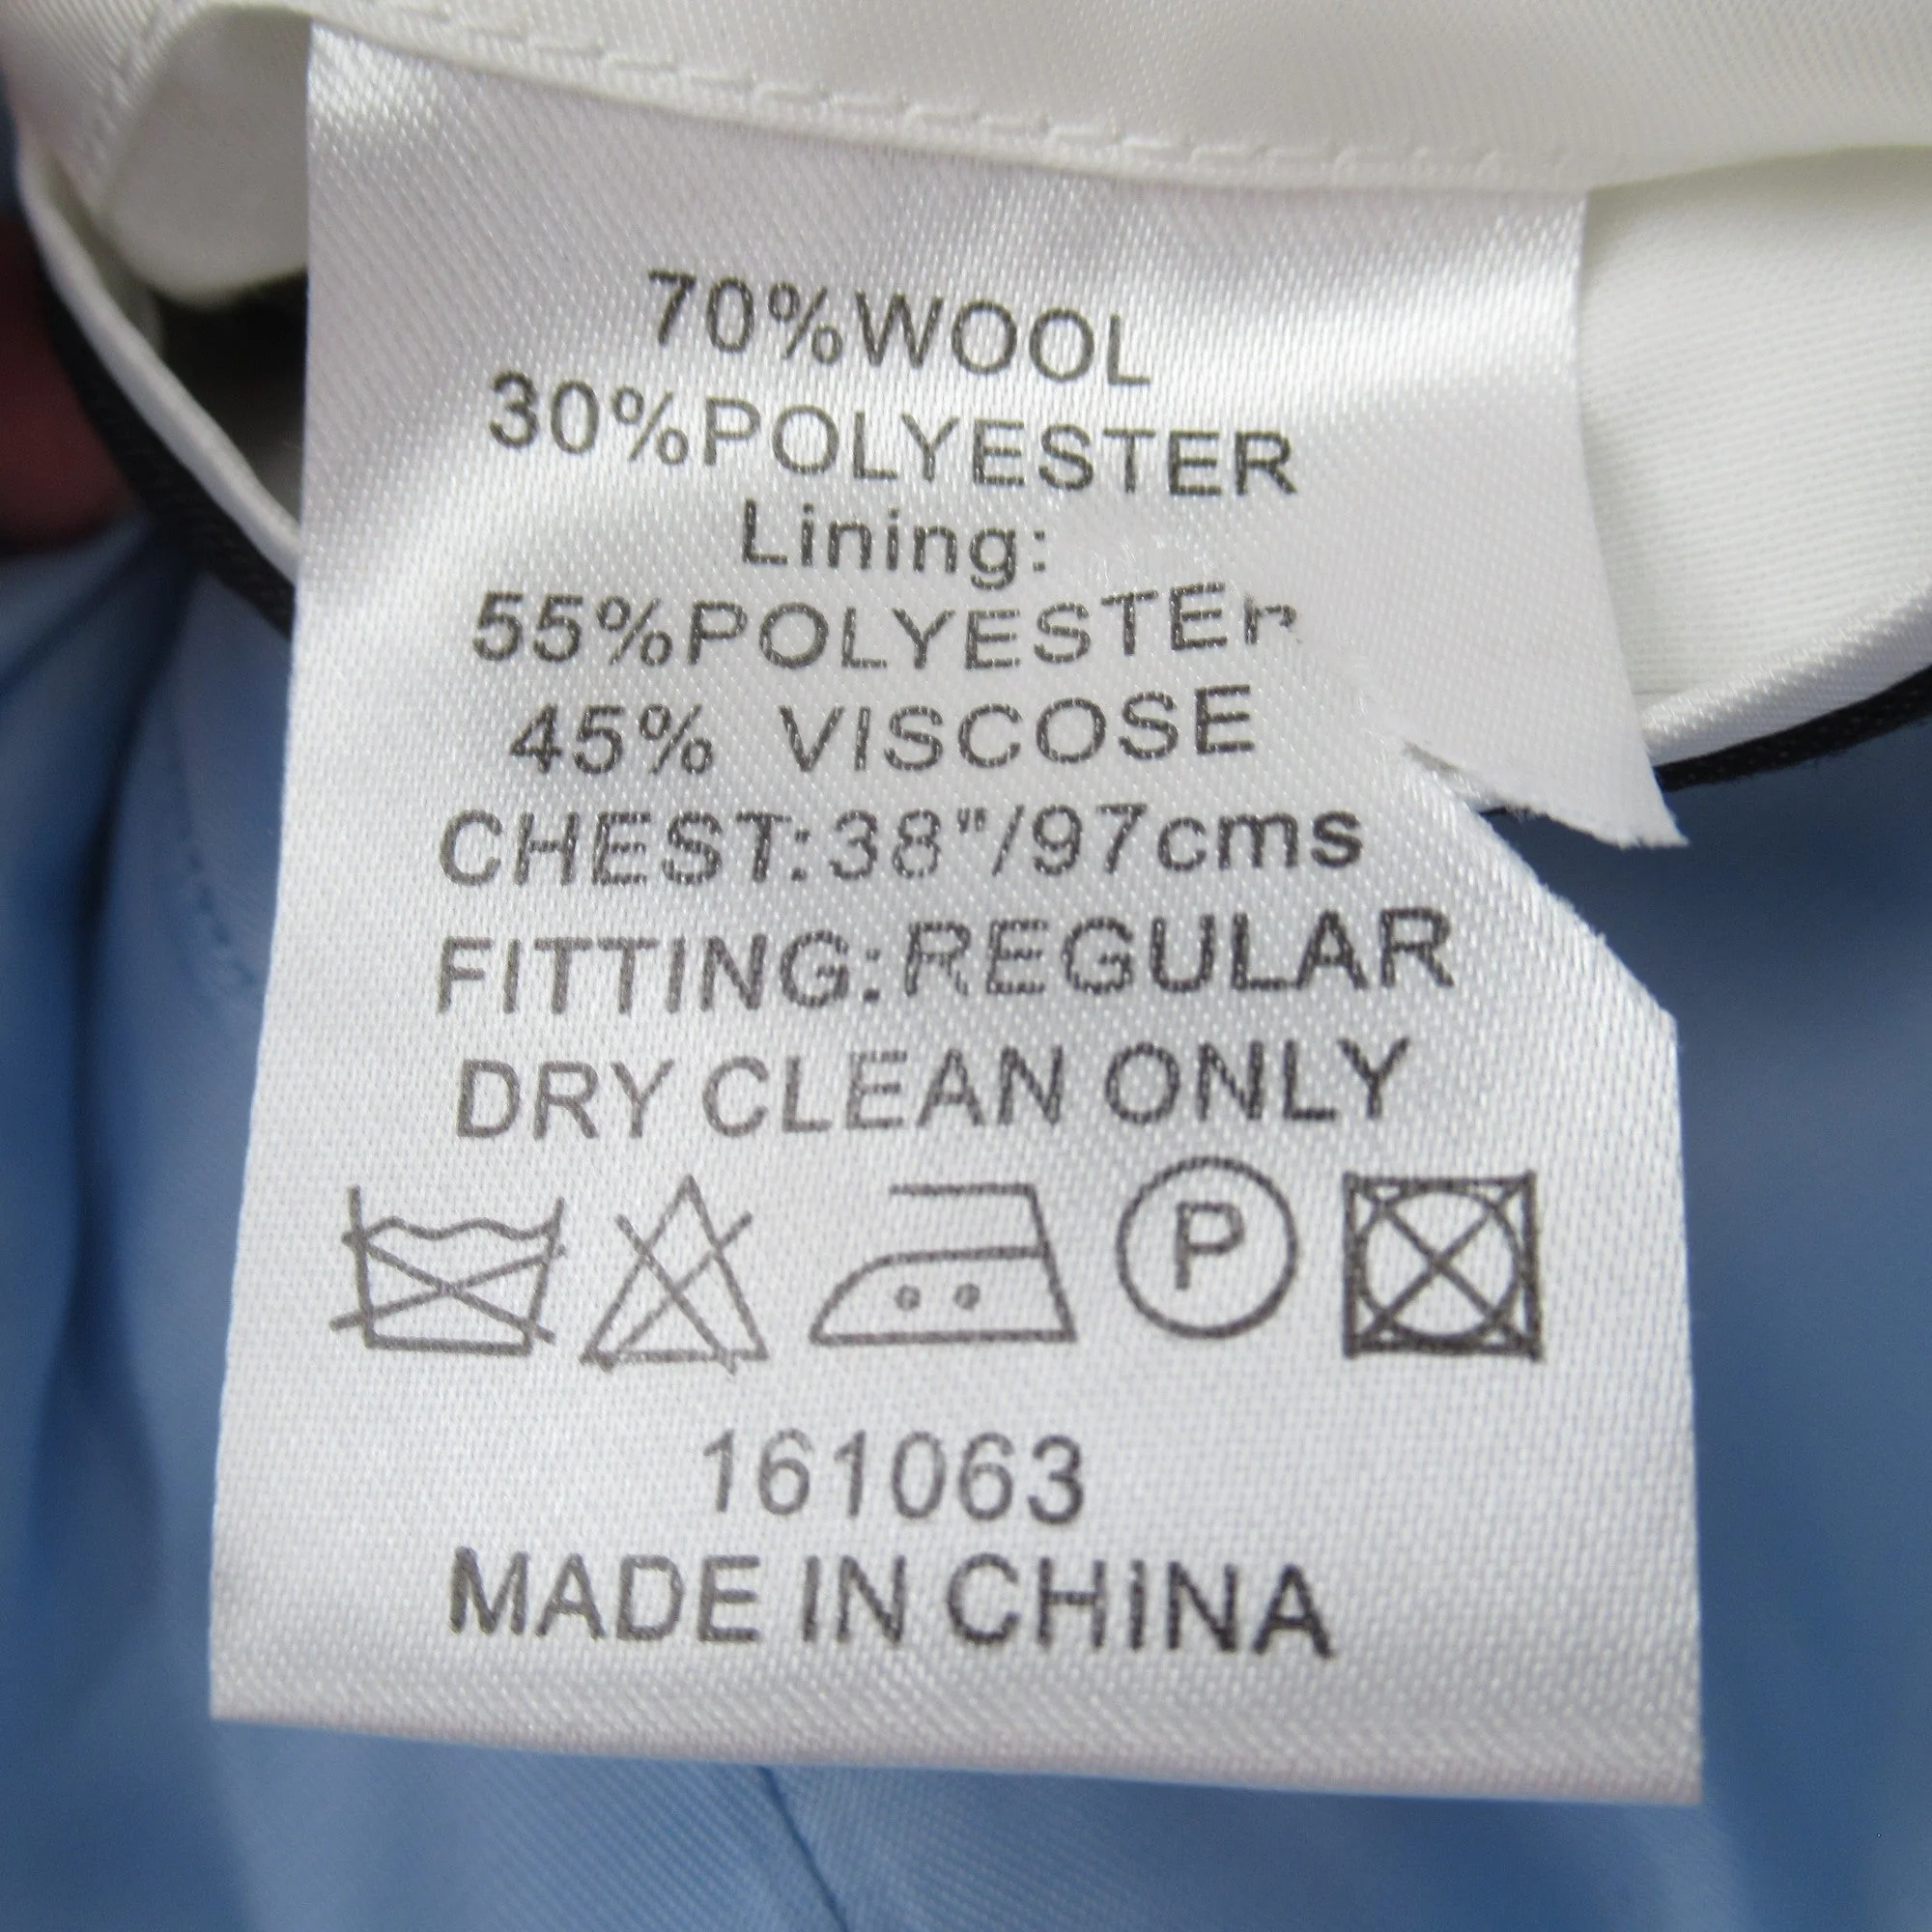 70%WOOL
30%POLYESTER
Lining:
55%POLYESTER
45% VISCOSE
CHEST:38"/97cms
FITTING:REGULAR
DRY CLEAN ONLY
P
161063
MADE IN CHINA